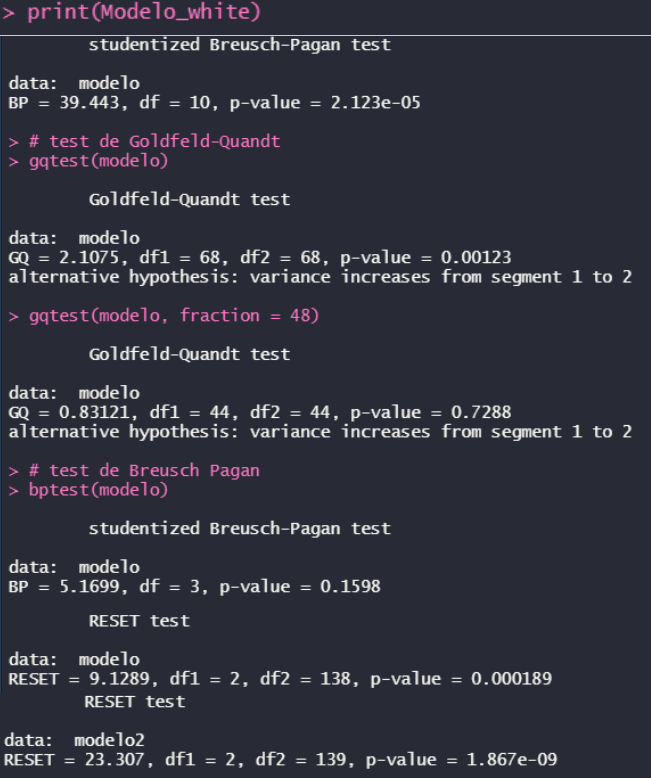 > print(Modelo_white)
studentized Breusch-Pagan test
data: modelo
BP = 39.443, df = 10, p-value = 2.123e-05
> # test de Goldfeld-Quandt
> gqtest(modelo)
Goldfeld-Quandt test
data: modelo
GQ = 2.1075, df1 = 68, df2 = 68, p-value = 0.00123
alternative hypothesis: variance increases from segment 1 to 2
> gqtest(modelo, fraction = 48)
Goldfeld-Quandt test
data: modelo
GQ = 0.83121, df1 = 44, df2 = 44, p-value = 0.7288
alternative hypothesis: variance increases from segment 1 to 2
> # test de Breusch Pagan
> bptest(modelo)
studentized Breusch-Pagan test
data: modelo
BP = 5.1699, df = 3, p-value = 0.1598
RESET test
data: modelo
RESET = 9.1289, df1 = 2, df2 = 138, p-value = 0.000189
RESET test
data: modelo2
RESET = 23.307, df1 = 2, df2 = 139, p-value = 1.867e-09